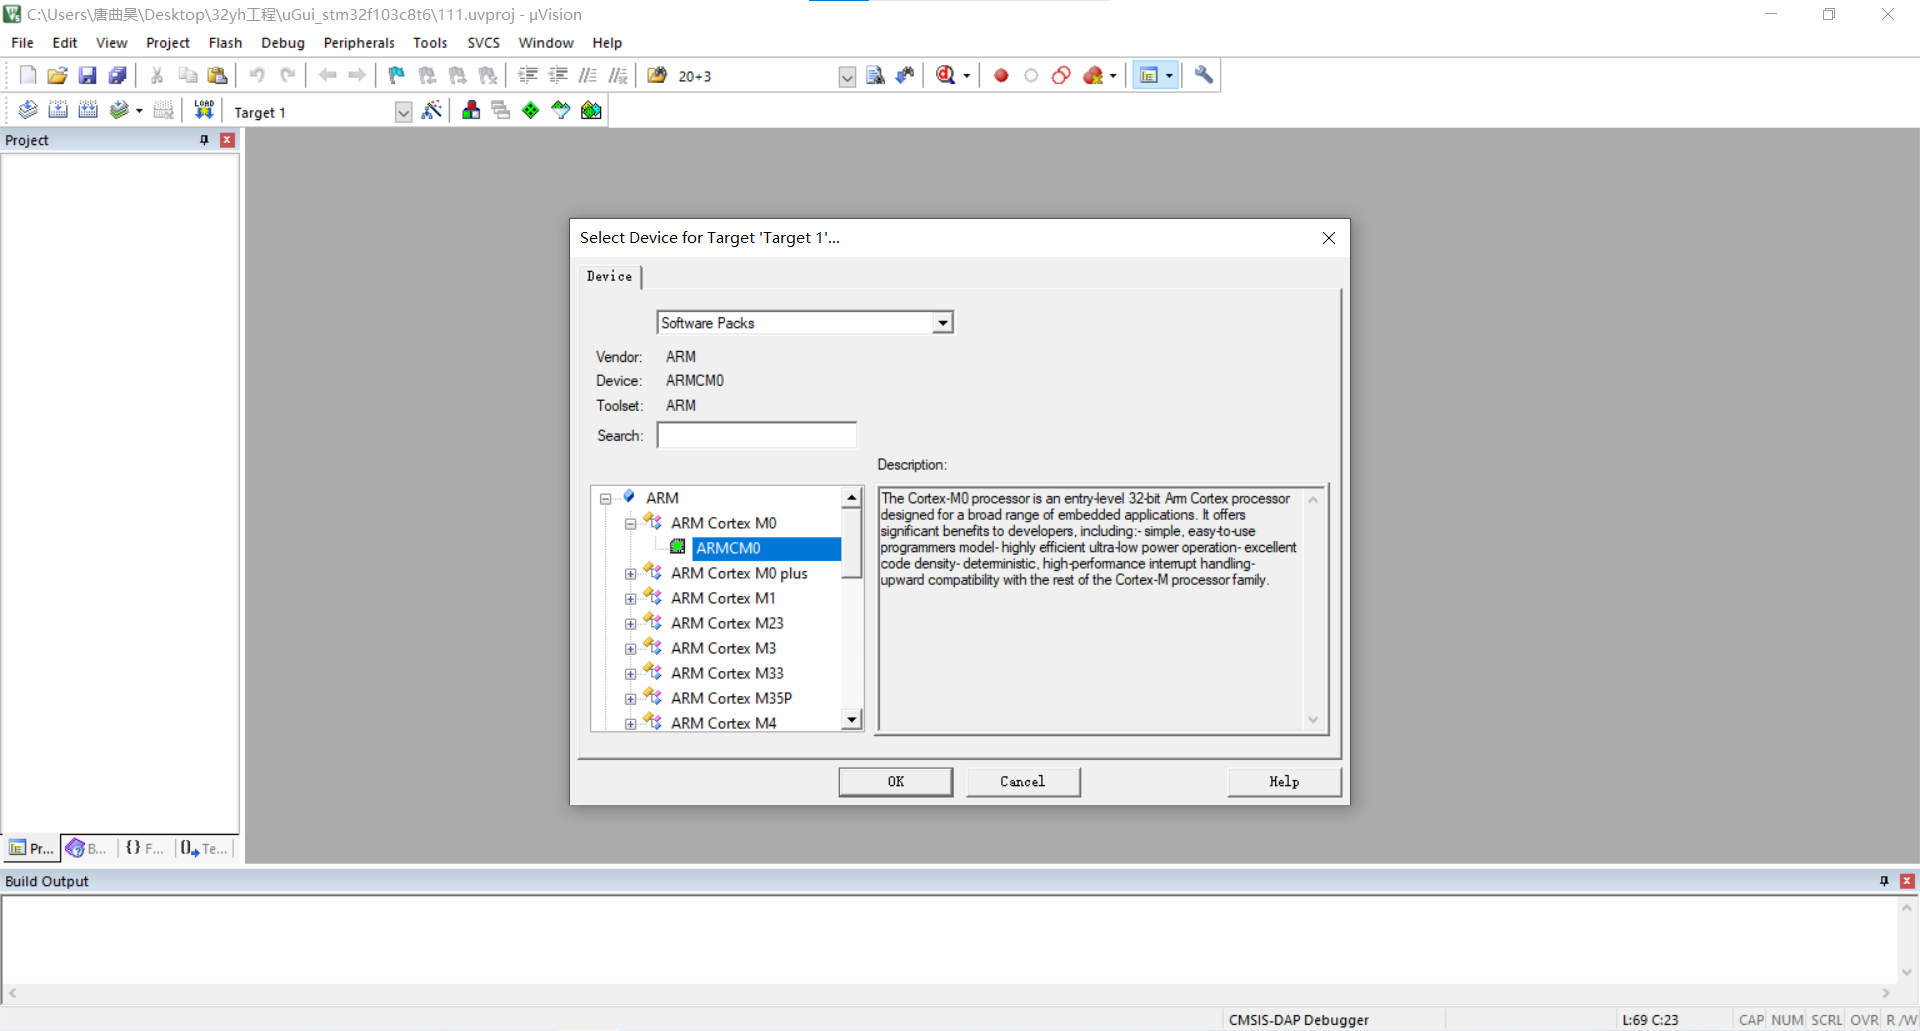 C:\Users\唐曲昊\Desktop\32yh工程\uGui_stm32f103c8t6\111.uvproj - µVision
File Edit View Project Flash Debug Peripherals Tools SVCS Window Help
20+3
LOAD Target 1
Project
Select Device for Target 'Target 1'...
Device
Software Packs
Vendor: ARM
Device: ARMCM0
Toolset: ARM
Search:
Description:
ARM
ARM Cortex M0
ARMCM0
ARM Cortex M0 plus
ARM Cortex M1
ARM Cortex M23
ARM Cortex M3
ARM Cortex M33
ARM Cortex M35P
ARM Cortex M4
The Cortex-M0 processor is an entry-level 32-bit Arm Cortex processor
designed for a broad range of embedded applications. It offers
significant benefits to developers, including:- simple, easy-to-use
programmers model- highly efficient ultra-low power operation- excellent
code density- deterministic, high-performance interrupt handling-
upward compatibility with the rest of the Cortex-M processor family.
OK Cancel Help
Pr... B... {} F... 0 Te...
Build Output
CMSIS-DAP Debugger L:69 C:23 CAP NUM SCRL OVR R/W